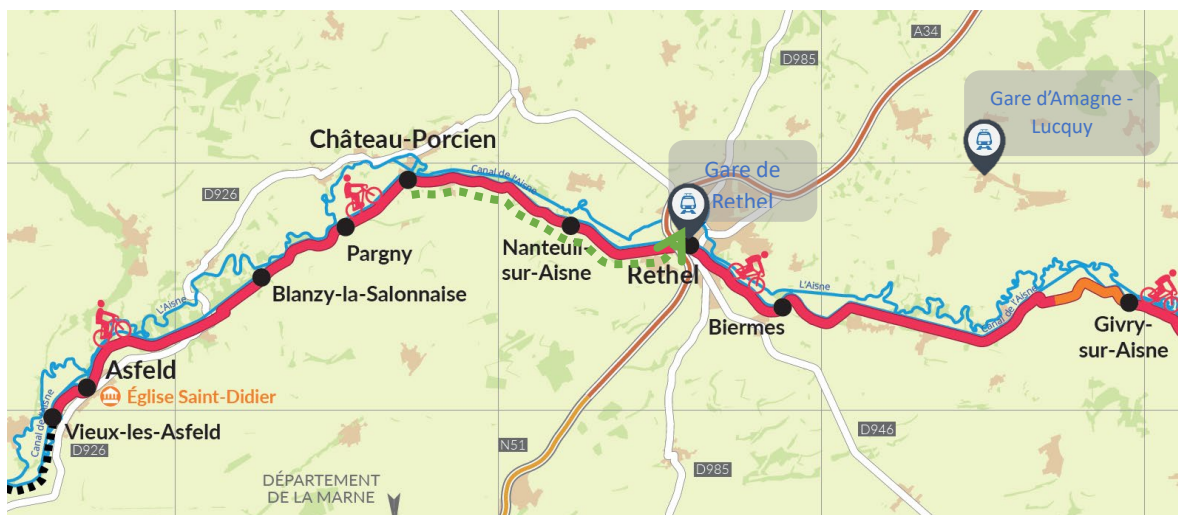 A34
D985
Gare d'Amagne -
Lucquy
Château-Porcien
Canal de l'Aisne
Gare de
Rethel
D926
Pargny
Nanteuil-
sur-Aisne
Rethel
L'Aisne
Blanzy-la-Salonnaise
L'Aisne
Canal de l'Aisne
Biermes
Givry-
sur-Aisne
Asfeld
Église Saint-Didier
Canal de l'Aisne
Vieux-les-Asfeld
D926
N51
D946
D985
DÉPARTEMENT
DE LA MARNE